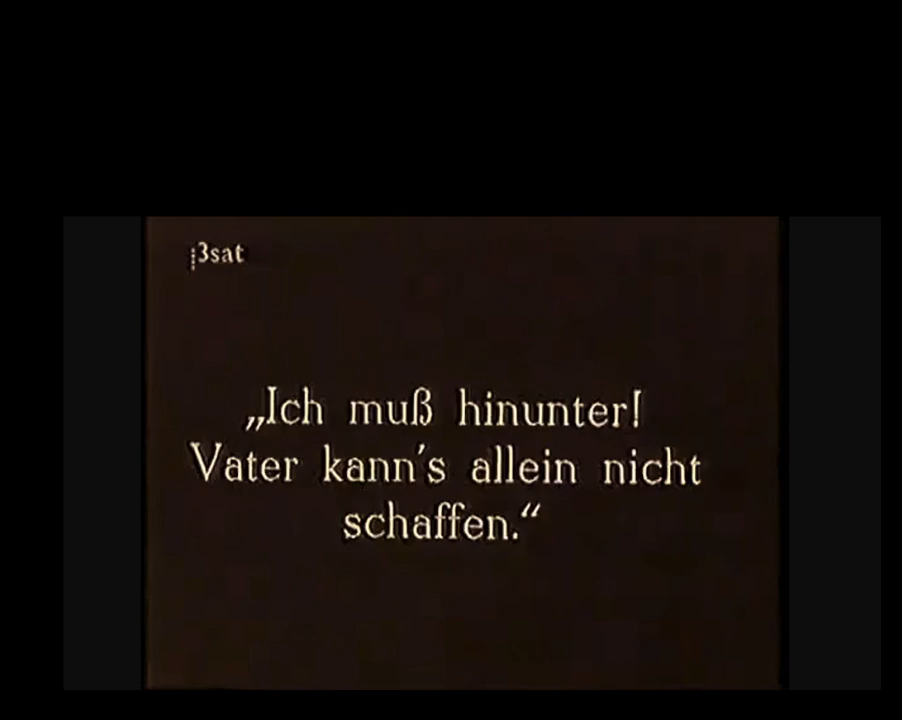 3sat
„Ich muß hinunter!
Vater kann's allein nicht
schaffen.“